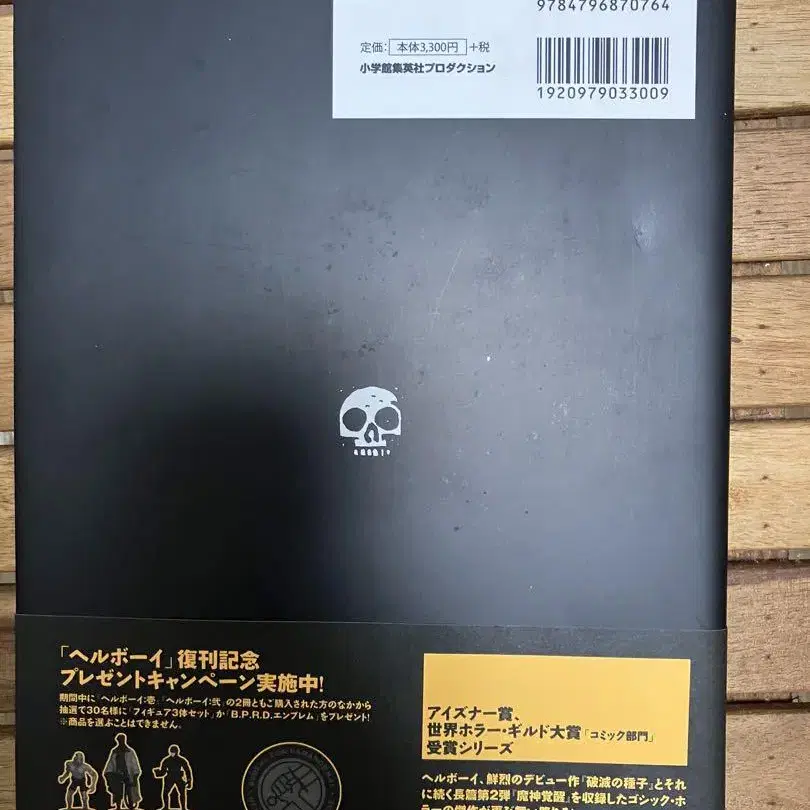 9784796870764
定価: 本体3,300円 +税
小学館集英社プロダクション
1920979033009
「ヘルボーイ」復刊記念
プレゼントキャンペーン実施中!
期間中に「ヘルボーイ:壱」「ヘルボーイ:弐」の2冊ともご購入された方のなかから
抽選で30名様に「フィギュア3体セット」か「B.P.R.D.エンブレム」をプレゼント!
※商品を選ぶことはできません。
アイズナー賞、
世界ホラー・ギルド大賞「コミック部門」
受賞シリーズ
ヘルボーイ、鮮烈のデビュー作『破滅の種子』とそれ
に続く長篇第2弾『魔神覚醒』を収録したゴシック・ホ